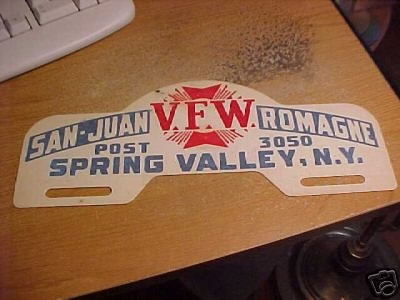 SAN-JUAN V.F.W. ROMAGNE
POST 3050
SPRING VALLEY, N.Y.